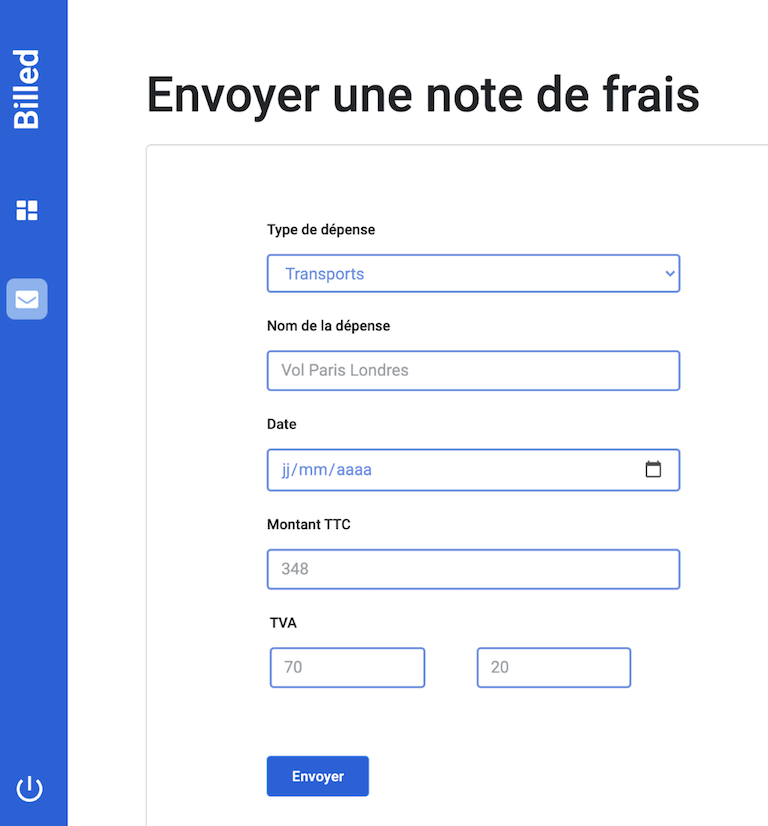 Billed
Envoyer une note de frais
Type de dépense
Transports
Nom de la dépense
Vol Paris Londres
Date
jj/mm/aaaa
Montant TTC
348
TVA
70 20
Envoyer